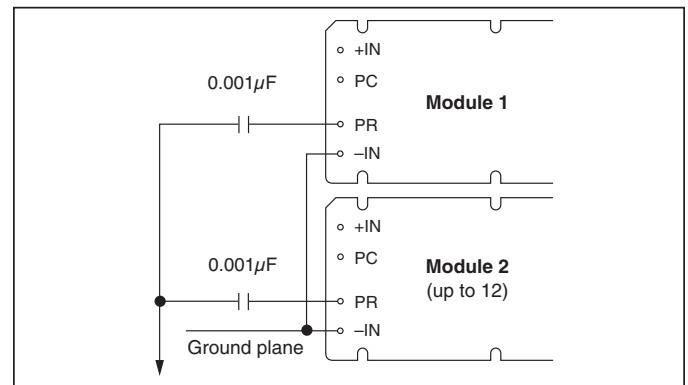 +IN
0.001µF
PC
Module 1
PR
–IN
+IN
0.001µF
PC
Module 2
(up to 12)
PR
–IN
Ground plane